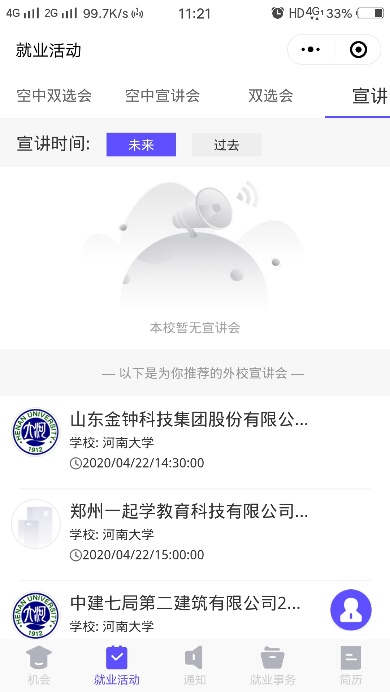 4G 2G 99.7K/s 11:21 HD 4G 1 33%
就业活动
空中双选会 空中宣讲会 双选会 宣讲
宣讲时间: 未来 过去
本校暂无宣讲会
— 以下是为你推荐的外校宣讲会 —
山东金钟科技集团股份有限公...
学校: 河南大学
2020/04/22/14:30:00
HENAN UNIVERSITY
1912
郑州一起学教育科技有限公司...
学校: 河南大学
2020/04/22/15:00:00
中建七局第二建筑有限公司2...
学校: 河南大学
HENAN UNIVERSITY
1912
机会 就业活动 通知 就业事务 简历